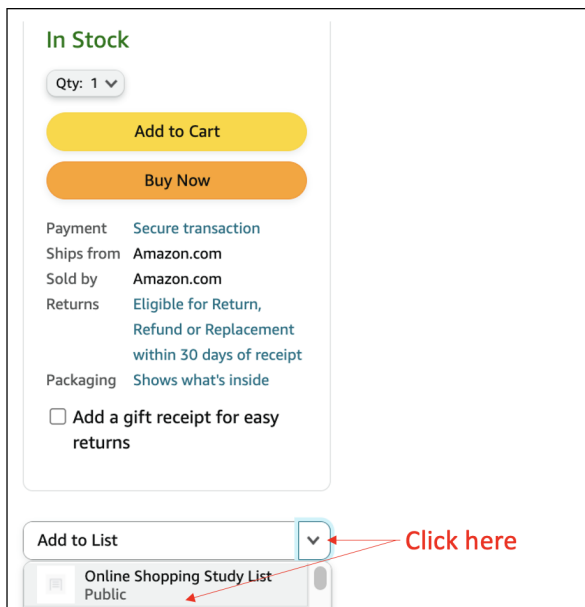 In Stock
Qty: 1
Add to Cart
Buy Now
Payment Secure transaction
Ships from Amazon.com
Sold by Amazon.com
Returns Eligible for Return,
Refund or Replacement
within 30 days of receipt
Packaging Shows what's inside
Add a gift receipt for easy
returns
Add to List
Click here
Online Shopping Study List
Public